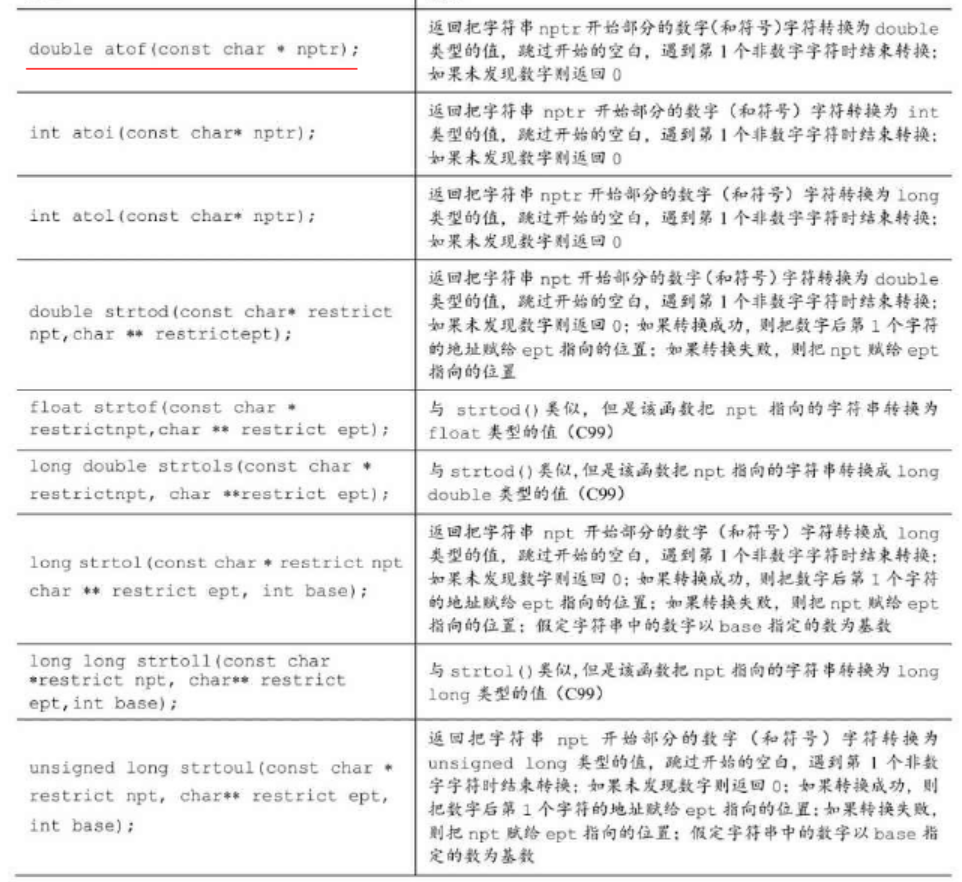 double atof(const char * nptr);
返回把字符串 nptr 开始部分的数字(和符号)字符转换为 double
类型的值，跳过开始的空白，遇到第 1 个非数字字符时结束转换；
如果未发现数字则返回 0
int atoi(const char* nptr);
返回把字符串 nptr 开始部分的数字（和符号）字符转换为 int
类型的值，跳过开始的空白，遇到第 1 个非数字字符时结束转换；
如果未发现数字则返回 0
int atol(const char* nptr);
返回把字符串 nptr 开始部分的数字（和符号）字符转换为 long
类型的值，跳过开始的空白，遇到第 1 个非数字字符时结束转换；
如果未发现数字则返回 0
double strtod(const char* restrict
npt,char ** restrictept);
返回把字符串 npt 开始部分的数字(和符号)字符转换为 double
类型的值，跳过开始的空白，遇到第 1 个非数字字符时结束转换；
如果未发现数字则返回 0；如果转换成功，则把数字后第 1 个字符
的地址赋给 ept 指向的位置；如果转换失败，则把 npt 赋给 ept
指向的位置
float strtof(const char *
restrictnpt,char ** restrict ept);
与 strtod()类似，但是该函数把 npt 指向的字符串转换为
float 类型的值（C99）
long double strtols(const char *
restrictnpt, char **restrict ept);
与 strtod()类似,但是该函数把 npt 指向的字符串转换成 long
double 类型的值（C99）
long strtol(const char * restrict npt
char ** restrict ept, int base);
返回把字符串 npt 开始部分的数字（和符号）字符转换成 long
类型的值，跳过开始的空白，遇到第 1 个非数字字符时结束转换；
如果未发现数字则返回 0；如果转换成功，则把数字后第 1 个字符
的地址赋给 ept 指向的位置；如果转换失败，则把 npt 赋给 ept
指向的位置；假定字符串中的数字以 base 指定的数为基数
long long strtoll(const char
*restrict npt, char** restrict
ept,int base);
与 strtol()类似,但是该函数把 npt 指向的字符串转换为 long
long 类型的值（C99）
unsigned long strtoul(const char *
restrict npt, char** restrict ept,
int base);
返回把字符串 npt 开始部分的数字（和符号）字符转换为
unsigned long 类型的值，跳过开始的空白，遇到第 1 个非数
字字符时结束转换；如果未发现数字则返回 0；如果转换成功，则
把数字后第 1 个字符的地址赋给 ept 指向的位置；如果转换失败，
则把 npt 赋给 ept 指向的位置；假定字符串中的数字以 base 指
定的数为基数